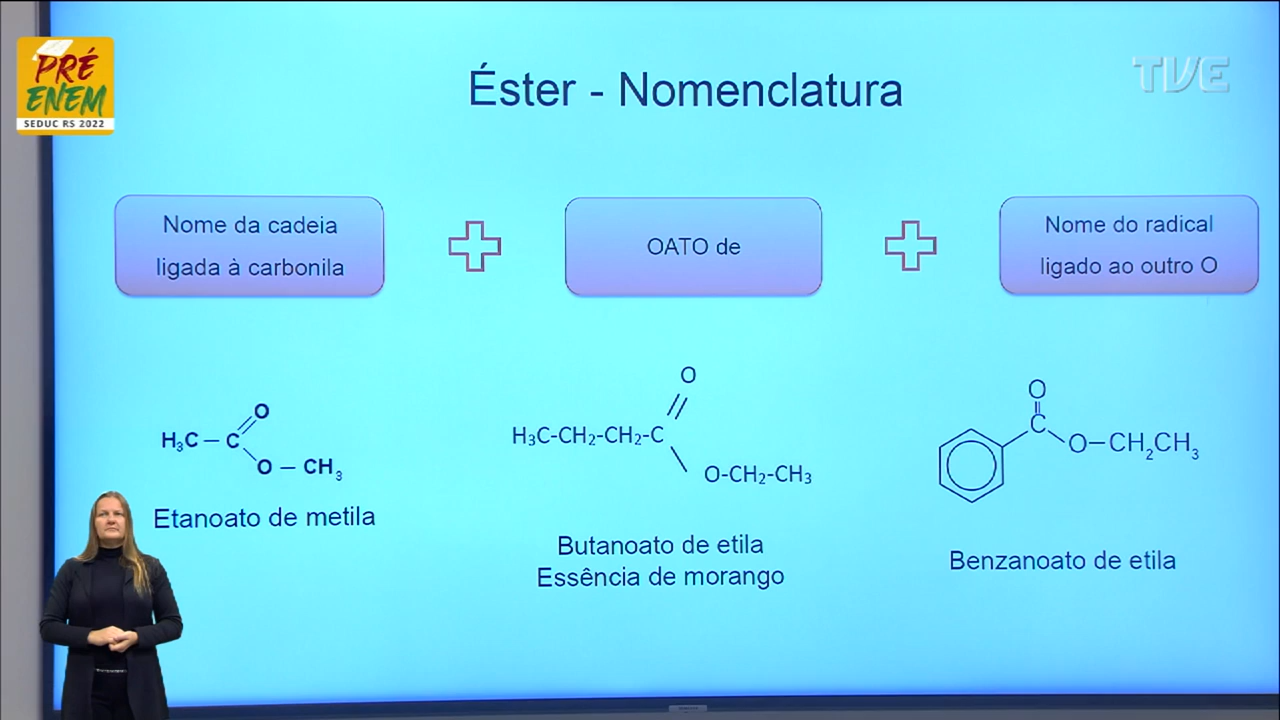 PRÉ
ENEM
SEDUC RS 2022
TVE
Éster - Nomenclatura
Nome da cadeia
ligada à carbonila
OATO de
Nome do radical
ligado ao outro O
O
H₃C – C
O – CH₃
Etanoato de metila
O
H₃C-CH₂-CH₂-C
O-CH₂-CH₃
Butanoato de etila
Essência de morango
O
C
O–CH₂CH₃
Benzanoato de etila